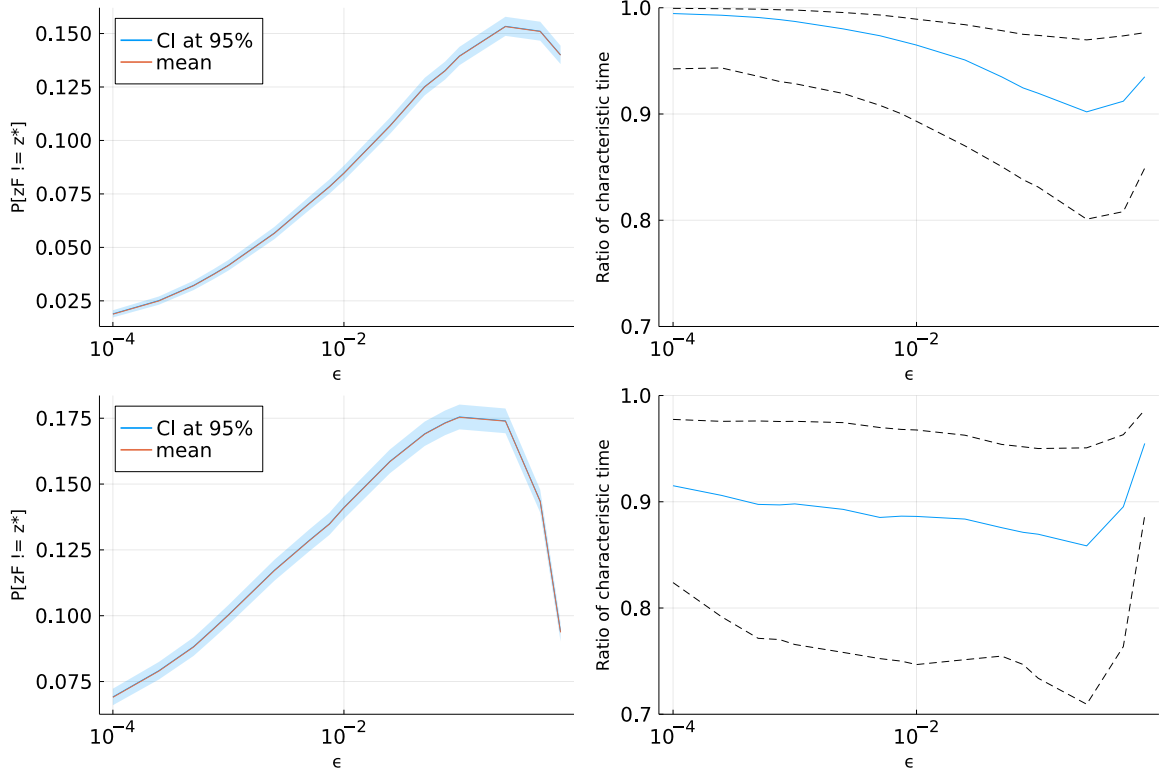 0.150
0.125
0.100
0.075
0.050
0.025
P[zF != z*]
CI at 95%
mean
10⁻⁴
10⁻²
ϵ
1.0
0.9
0.8
0.7
Ratio of characteristic time
10⁻⁴
10⁻²
ϵ
0.175
0.150
0.125
0.100
0.075
P[zF != z*]
CI at 95%
mean
10⁻⁴
10⁻²
ϵ
1.0
0.9
0.8
0.7
Ratio of characteristic time
10⁻⁴
10⁻²
ϵ